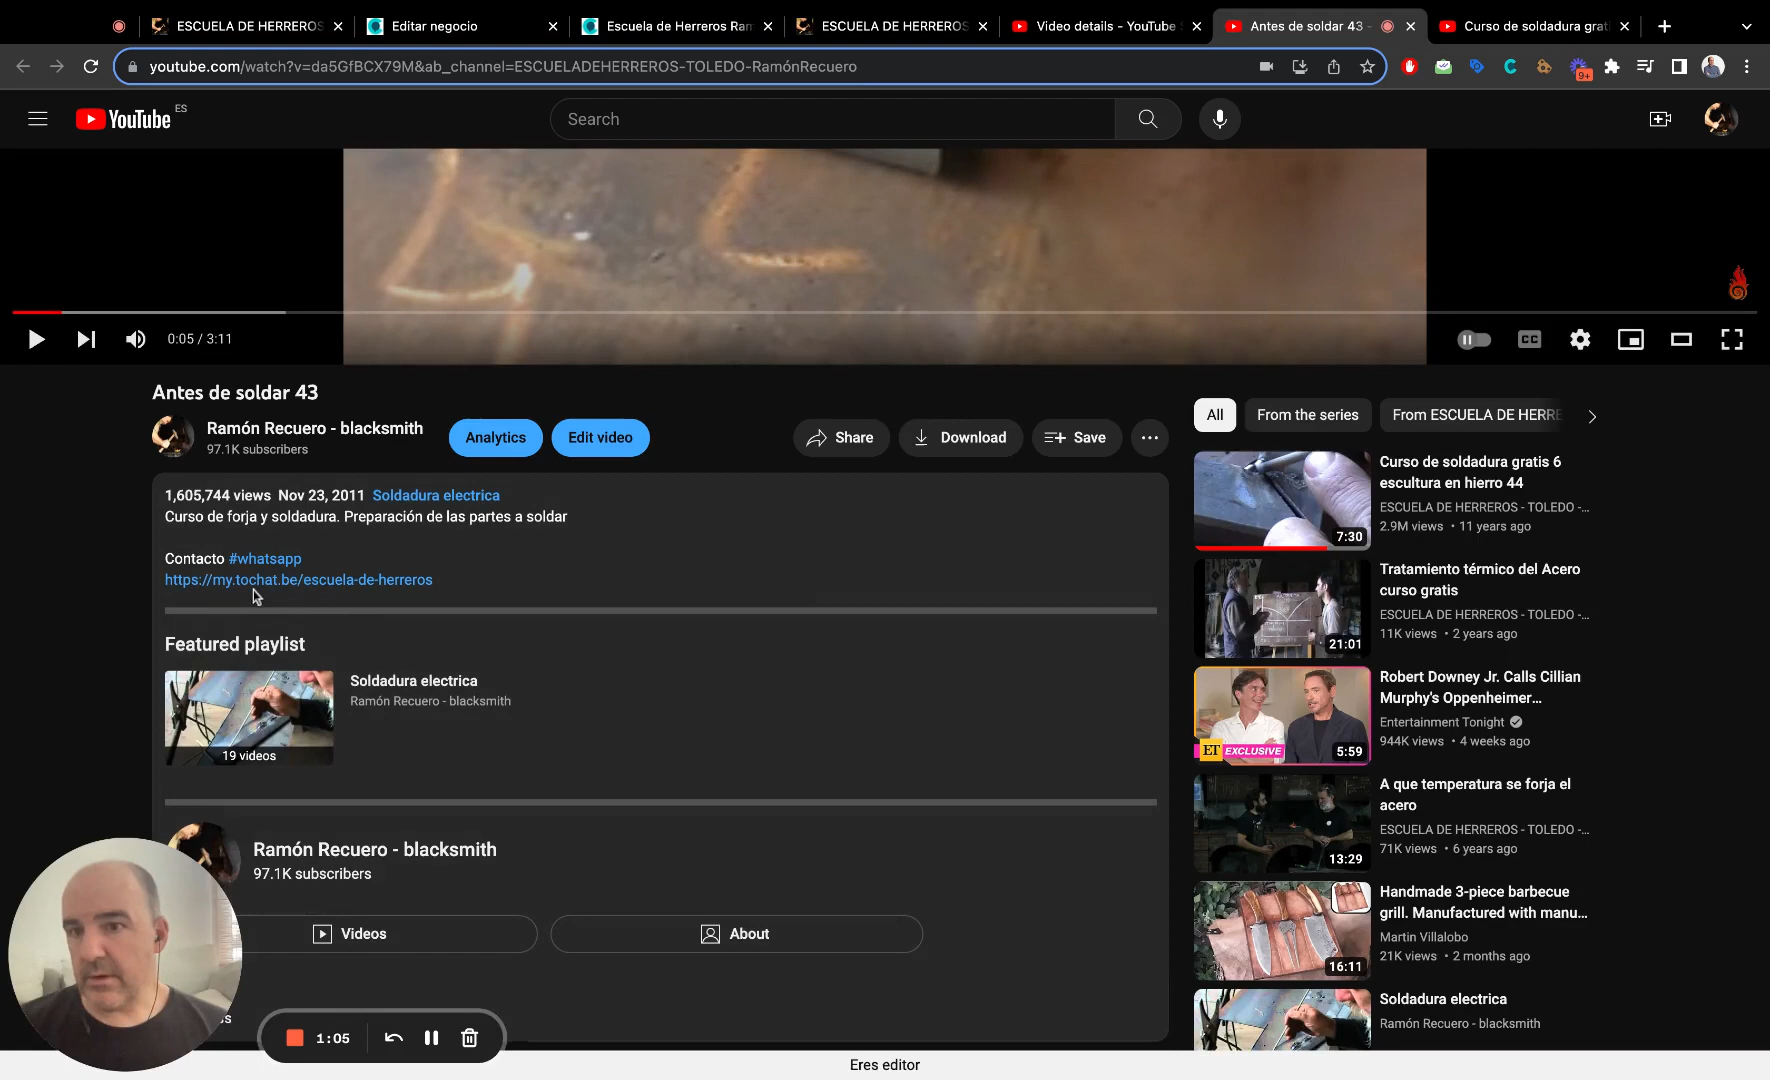 ESCUELA DE HERREROS
Editar negocio
Escuela de Herreros Ram
ESCUELA DE HERREROS
Video details - YouTube S
Antes de soldar 43 -
Curso de soldadura grati
youtube.com/watch?v=da5GfBCX79M&ab_channel=ESCUELADEHERREROS-TOLEDO-RamónRecuero
9+
YouTube ES
Search
0:05 / 3:11
CC
Antes de soldar 43
Ramón Recuero - blacksmith
97.1K subscribers
Analytics
Edit video
Share
Download
Save
1,605,744 views Nov 23, 2011 Soldadura electrica
Curso de forja y soldadura. Preparación de las partes a soldar
Contacto #whatsapp
https://my.tochat.be/escuela-de-herreros
Featured playlist
Soldadura electrica
Ramón Recuero - blacksmith
19 videos
Ramón Recuero - blacksmith
97.1K subscribers
Videos
About
1:05
All
From the series
From ESCUELA DE HERRE
Curso de soldadura gratis 6
escultura en hierro 44
ESCUELA DE HERREROS - TOLEDO -...
2.9M views • 11 years ago
7:30
Tratamiento térmico del Acero
curso gratis
ESCUELA DE HERREROS - TOLEDO -...
11K views • 2 years ago
21:01
Robert Downey Jr. Calls Cillian
Murphy's Oppenheimer...
Entertainment Tonight
944K views • 4 weeks ago
ET EXCLUSIVE
5:59
A que temperatura se forja el
acero
ESCUELA DE HERREROS - TOLEDO -...
71K views • 6 years ago
13:29
Handmade 3-piece barbecue
grill. Manufactured with manu...
Martin Villalobo
21K views • 2 months ago
16:11
Soldadura electrica
Ramón Recuero - blacksmith
Eres editor